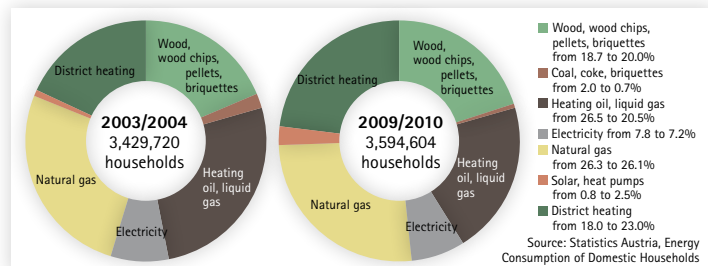 Wood,
wood chips,
pellets,
briquettes
District heating
2003/2004
3,429,720
households
Heating
oil, liquid
gas
Natural gas
Electricity
Wood,
wood chips,
pellets,
briquettes
District heating
2009/2010
3,594,604
households
Heating
oil, liquid
gas
Natural gas
Electricity
Wood, wood chips,
pellets, briquettes
from 18.7 to 20.0%
Coal, coke, briquettes
from 2.0 to 0.7%
Heating oil, liquid gas
from 26.5 to 20.5%
Electricity from 7.8 to 7.2%
Natural gas
from 26.3 to 26.1%
Solar, heat pumps
from 0.8 to 2.5%
District heating
from 18.0 to 23.0%
Source: Statistics Austria, Energy
Consumption of Domestic Households